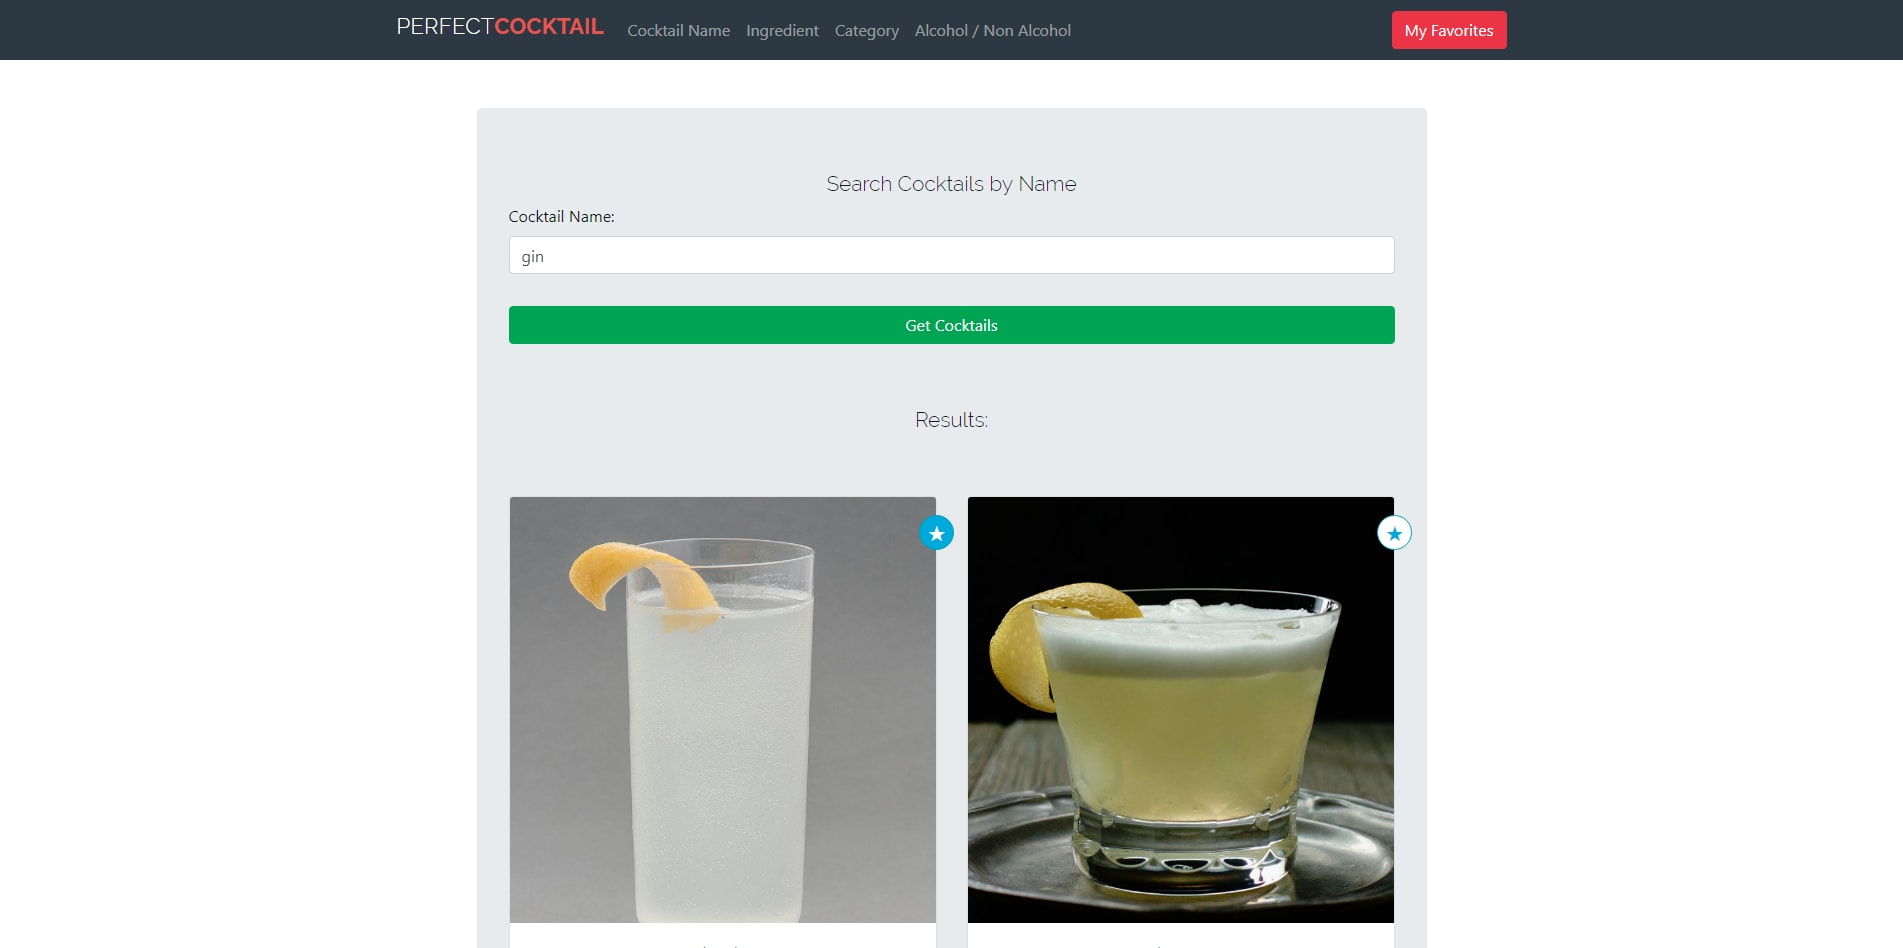 PERFECTCOCKTAIL
Cocktail Name
Ingredient
Category
Alcohol / Non Alcohol
My Favorites
Search Cocktails by Name
Cocktail Name:
gin
Get Cocktails
Results: